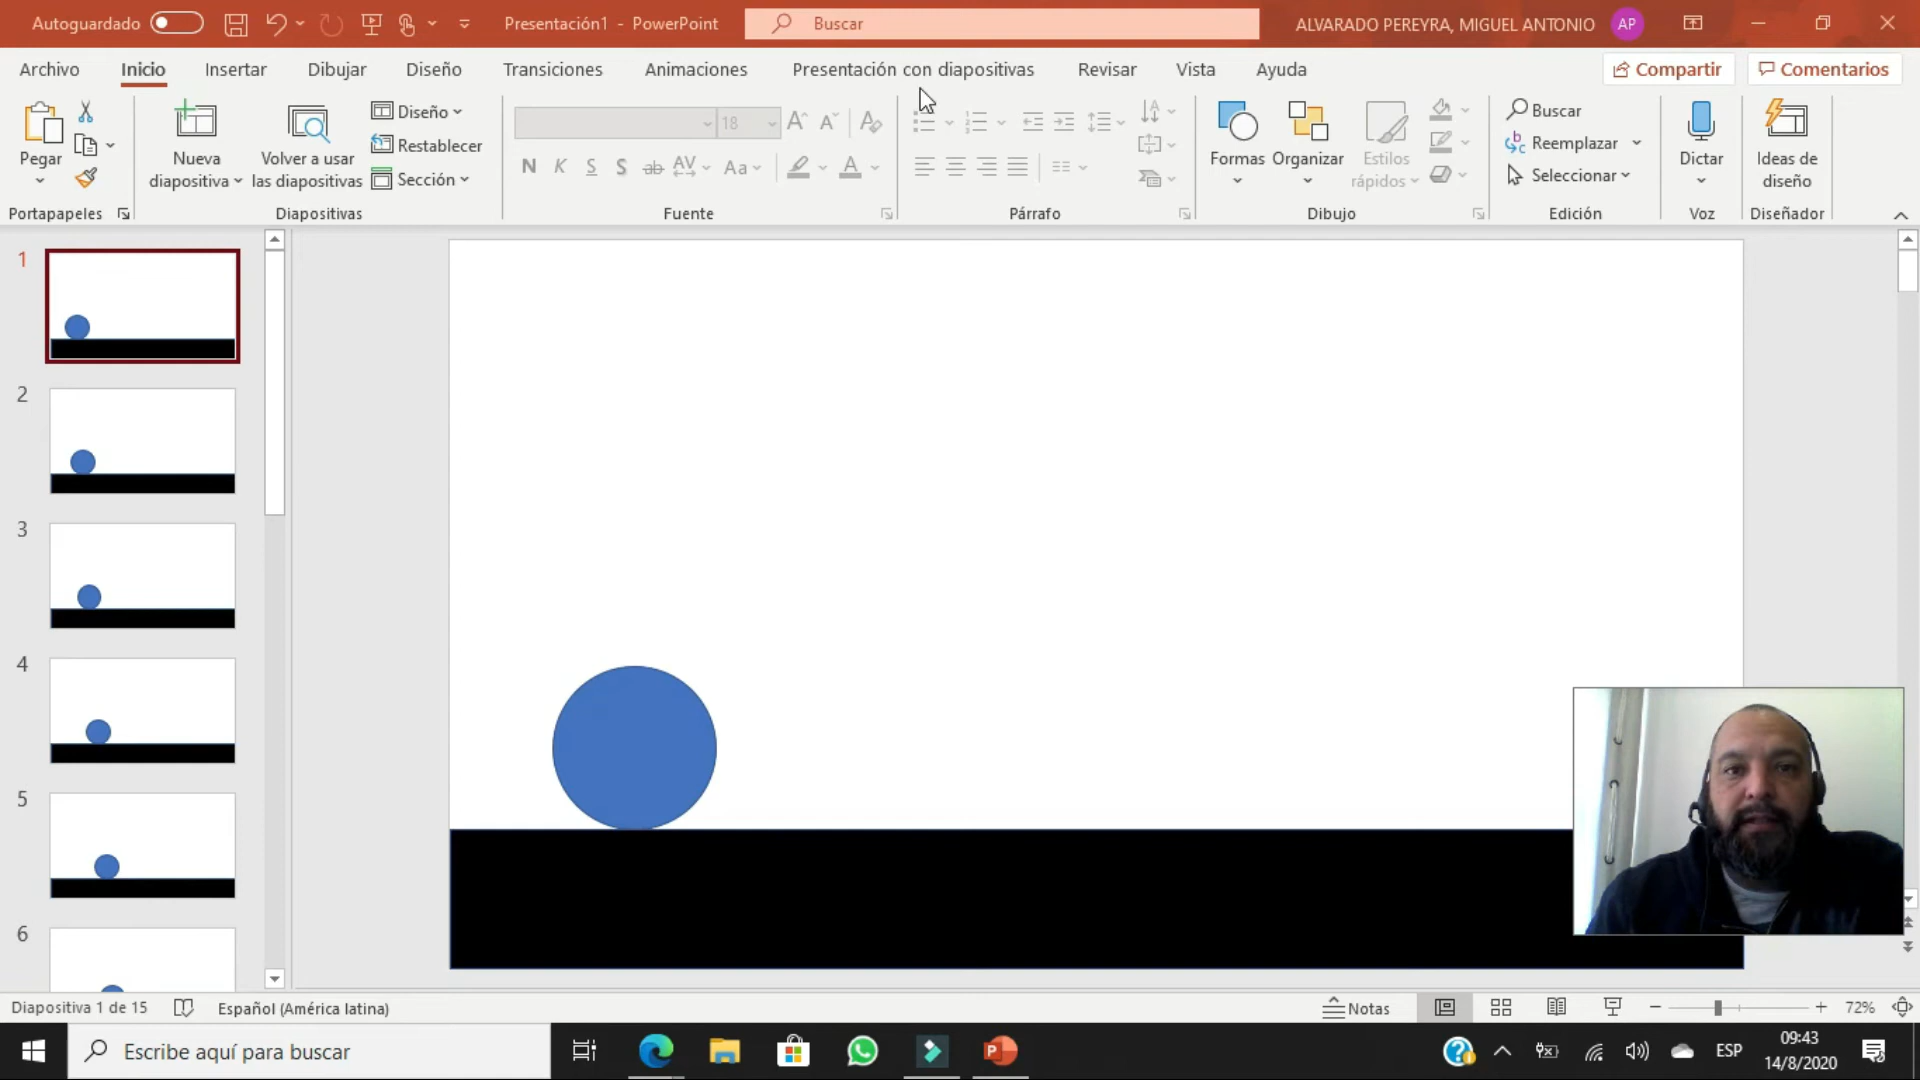 Autoguardado
Presentación1 - PowerPoint
Buscar
ALVARADO PEREYRA, MIGUEL ANTONIO
AP
Archivo
Inicio
Insertar
Dibujar
Diseño
Transiciones
Animaciones
Presentación con diapositivas
Revisar
Vista
Ayuda
Compartir
Comentarios
Pegar
Nueva
diapositiva
Volver a usar
las diapositivas
Diseño
Restablecer
Sección
18
N K S S ab AV Aa A
Formas
Organizar
Estilos
rápidos
Buscar
Reemplazar
Seleccionar
Dictar
Ideas de
diseño
Portapapeles
Diapositivas
Fuente
Párrafo
Dibujo
Edición
Voz
Diseñador
1
2
3
4
5
6
Diapositiva 1 de 15
Español (América latina)
Notas
72%
Escribe aquí para buscar
ESP
09:43
14/8/2020